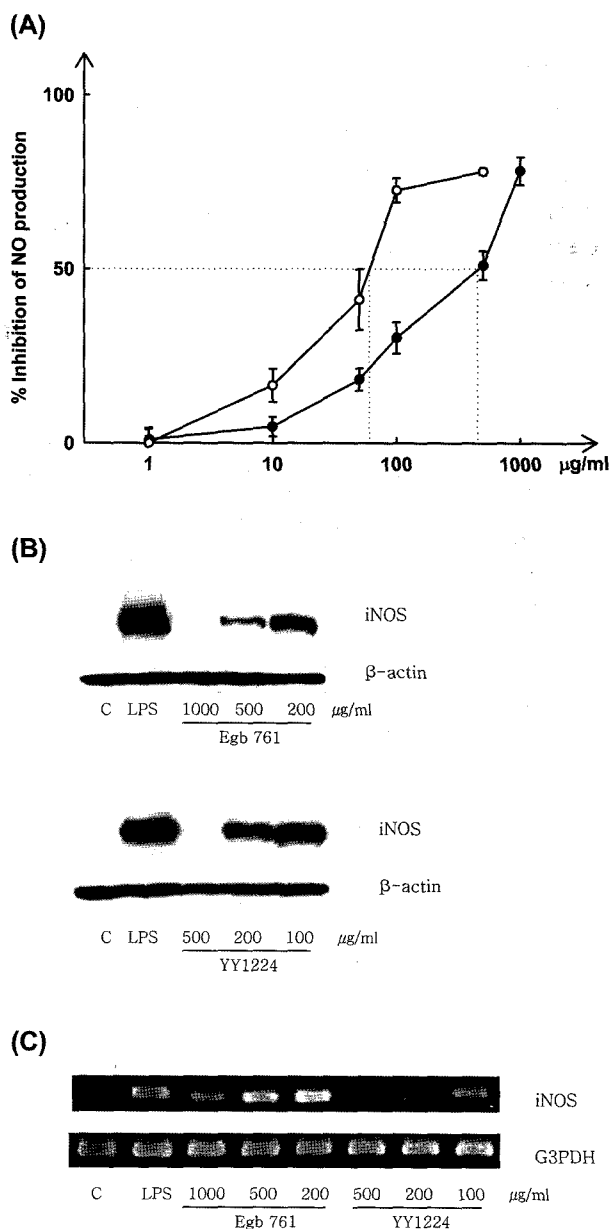 (A)
% Inhibition of NO production
100
50
0
1 10 100 1000 μg/ml
(B)
iNOS
β-actin
C LPS 1000 500 200 μg/ml
Egb 761
iNOS
β-actin
C LPS 500 200 100 μg/ml
YY1224
(C)
iNOS
G3PDH
C LPS 1000 500 200 500 200 100 μg/ml
Egb 761 YY1224